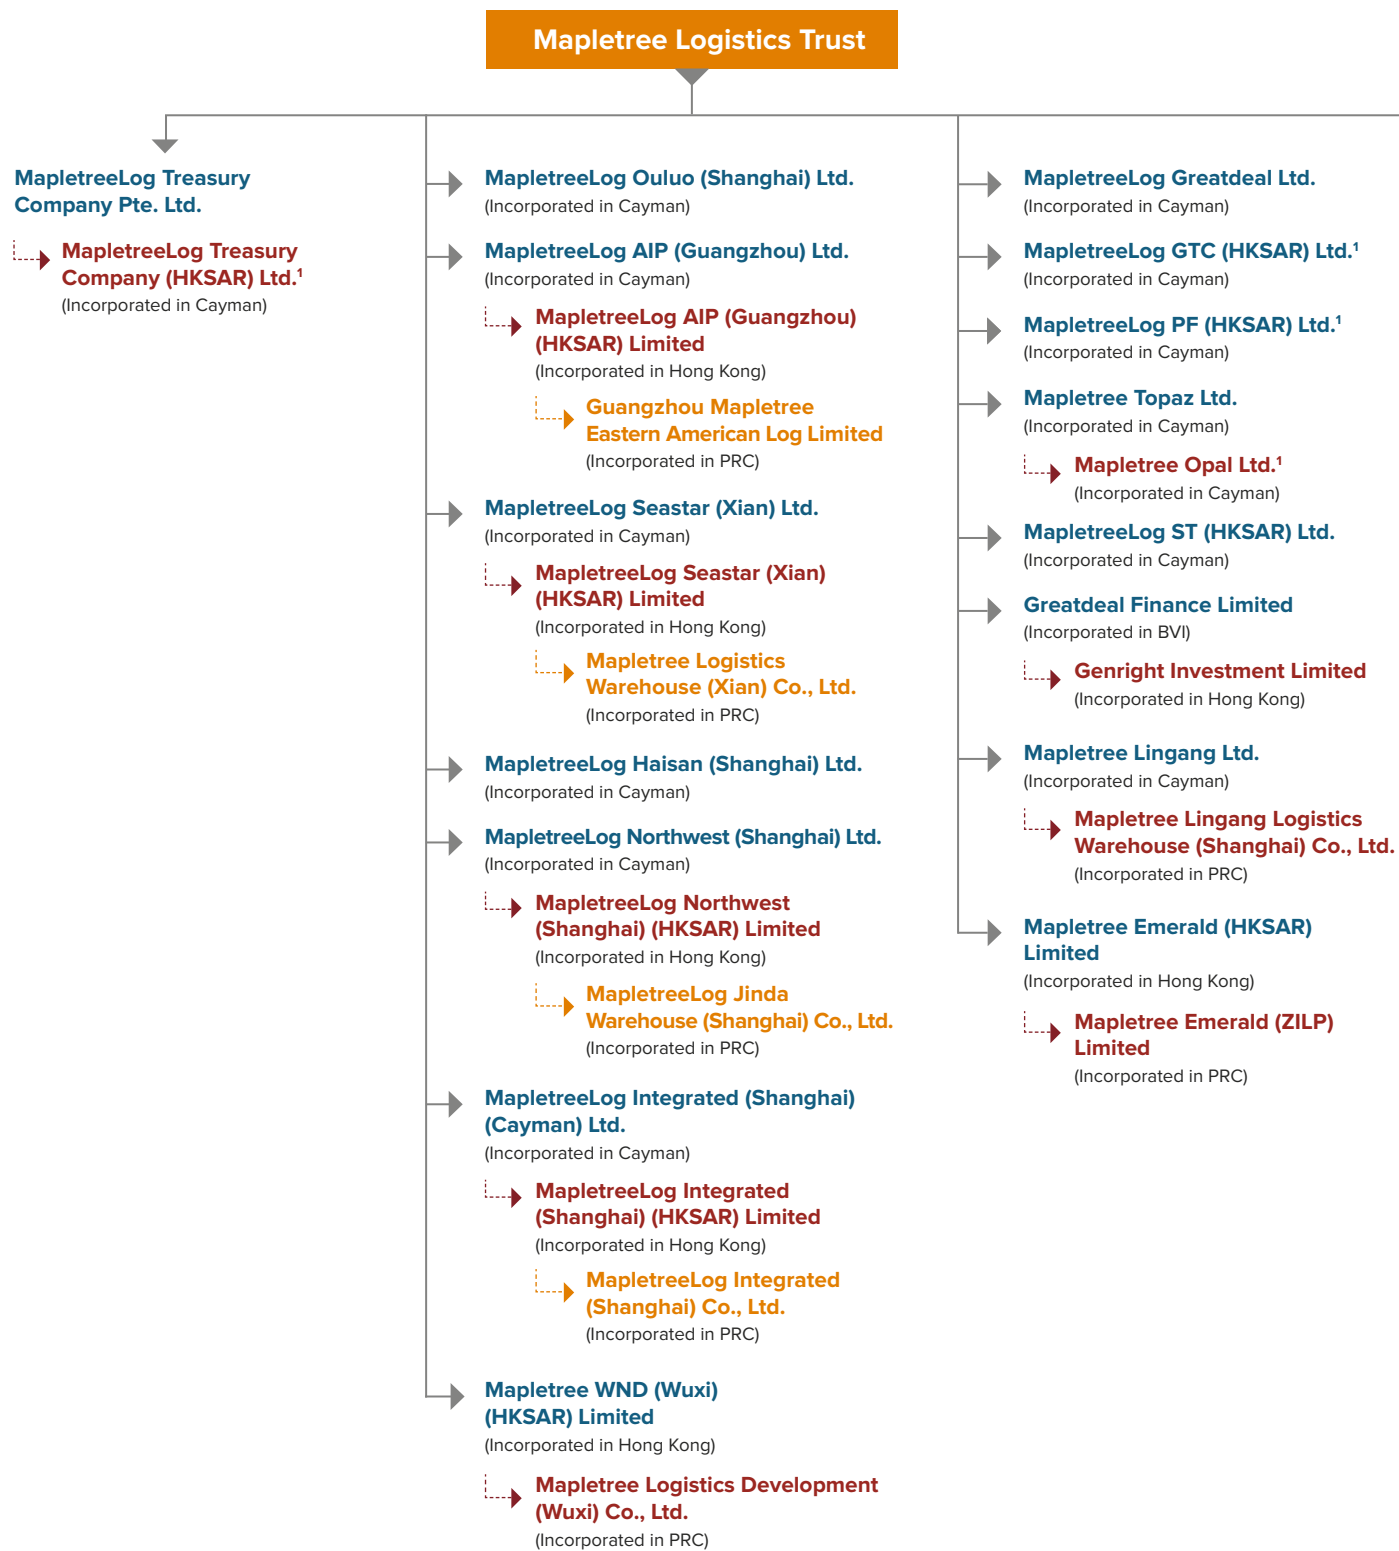 Mapletree Logistics Trust
MapletreeLog Treasury
Company Pte. Ltd.
MapletreeLog Treasury
Company (HKSAR) Ltd.¹
(Incorporated in Cayman)
MapletreeLog Ouluo (Shanghai) Ltd.
(Incorporated in Cayman)
MapletreeLog AIP (Guangzhou) Ltd.
(Incorporated in Cayman)
MapletreeLog AIP (Guangzhou)
(HKSAR) Limited
(Incorporated in Hong Kong)
Guangzhou Mapletree
Eastern American Log Limited
(Incorporated in PRC)
MapletreeLog Seastar (Xian) Ltd.
(Incorporated in Cayman)
MapletreeLog Seastar (Xian)
(HKSAR) Limited
(Incorporated in Hong Kong)
Mapletree Logistics
Warehouse (Xian) Co., Ltd.
(Incorporated in PRC)
MapletreeLog Haisan (Shanghai) Ltd.
(Incorporated in Cayman)
MapletreeLog Northwest (Shanghai) Ltd.
(Incorporated in Cayman)
MapletreeLog Northwest
(Shanghai) (HKSAR) Limited
(Incorporated in Hong Kong)
MapletreeLog Jinda
Warehouse (Shanghai) Co., Ltd.
(Incorporated in PRC)
MapletreeLog Integrated (Shanghai)
(Cayman) Ltd.
(Incorporated in Cayman)
MapletreeLog Integrated
(Shanghai) (HKSAR) Limited
(Incorporated in Hong Kong)
MapletreeLog Integrated
(Shanghai) Co., Ltd.
(Incorporated in PRC)
Mapletree WND (Wuxi)
(HKSAR) Limited
(Incorporated in Hong Kong)
Mapletree Logistics Development
(Wuxi) Co., Ltd.
(Incorporated in PRC)
MapletreeLog Greatdeal Ltd.
(Incorporated in Cayman)
MapletreeLog GTC (HKSAR) Ltd.¹
(Incorporated in Cayman)
MapletreeLog PF (HKSAR) Ltd.¹
(Incorporated in Cayman)
Mapletree Topaz Ltd.
(Incorporated in Cayman)
Mapletree Opal Ltd.¹
(Incorporated in Cayman)
MapletreeLog ST (HKSAR) Ltd.
(Incorporated in Cayman)
Greatdeal Finance Limited
(Incorporated in BVI)
Genright Investment Limited
(Incorporated in Hong Kong)
Mapletree Lingang Ltd.
(Incorporated in Cayman)
Mapletree Lingang Logistics
Warehouse (Shanghai) Co., Ltd.
(Incorporated in PRC)
Mapletree Emerald (HKSAR)
Limited
(Incorporated in Hong Kong)
Mapletree Emerald (ZILP)
Limited
(Incorporated in PRC)